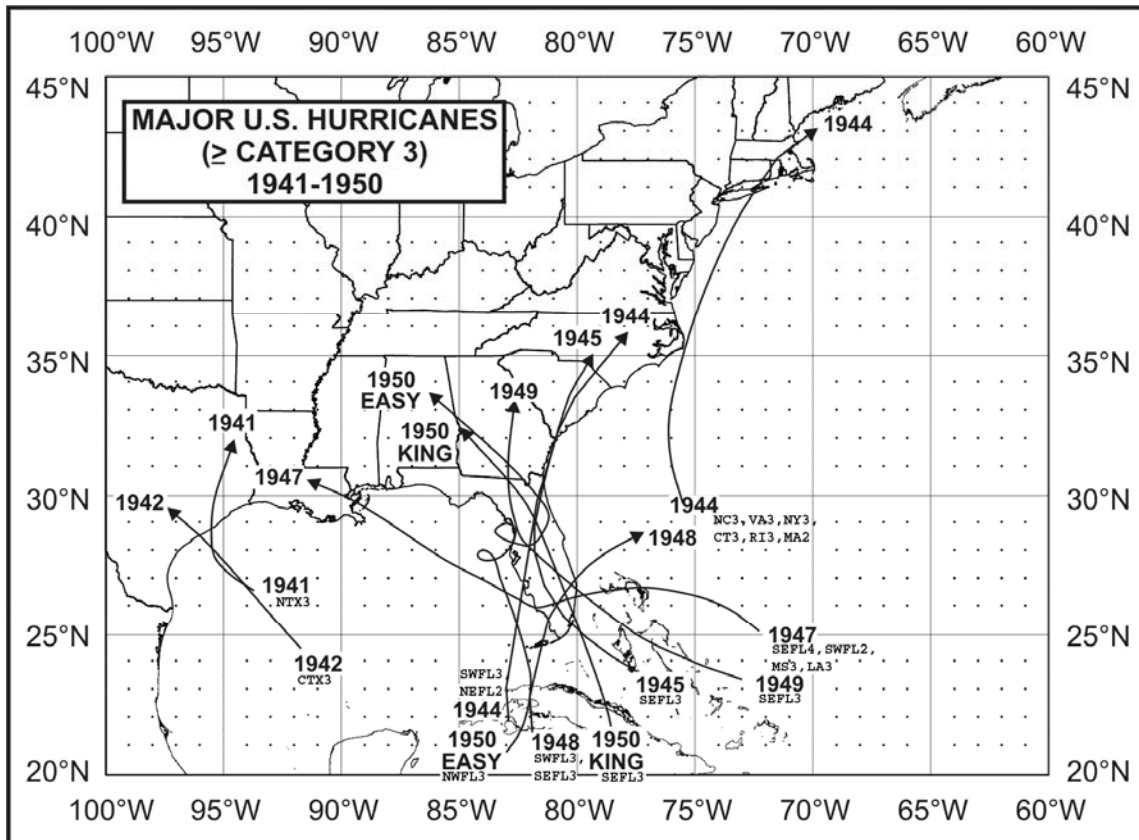 100°W 95°W 90°W 85°W 80°W 75°W 70°W 65°W 60°W
45°N 45°N
MAJOR U.S. HURRICANES
(≥ CATEGORY 3)
1941-1950
1944
40°N 40°N
1944
1945
35°N 35°N
1950
EASY
1949
1941
1950
KING
1947
1942
30°N 30°N
1944
NC3,VA3,NY3,
CT3,RI3,MA2
1948
1941
NTX3
25°N 25°N
1947
SEFL4,SWFL2,
MS3,LA3
1942
CTX3
SWFL3
NEFL2
1944
1945
SEFL3
1949
SEFL3
1950
EASY
NWFL3
1948
SWFL3,
SEFL3
1950
KING
SEFL3
20°N 20°N
100°W 95°W 90°W 85°W 80°W 75°W 70°W 65°W 60°W